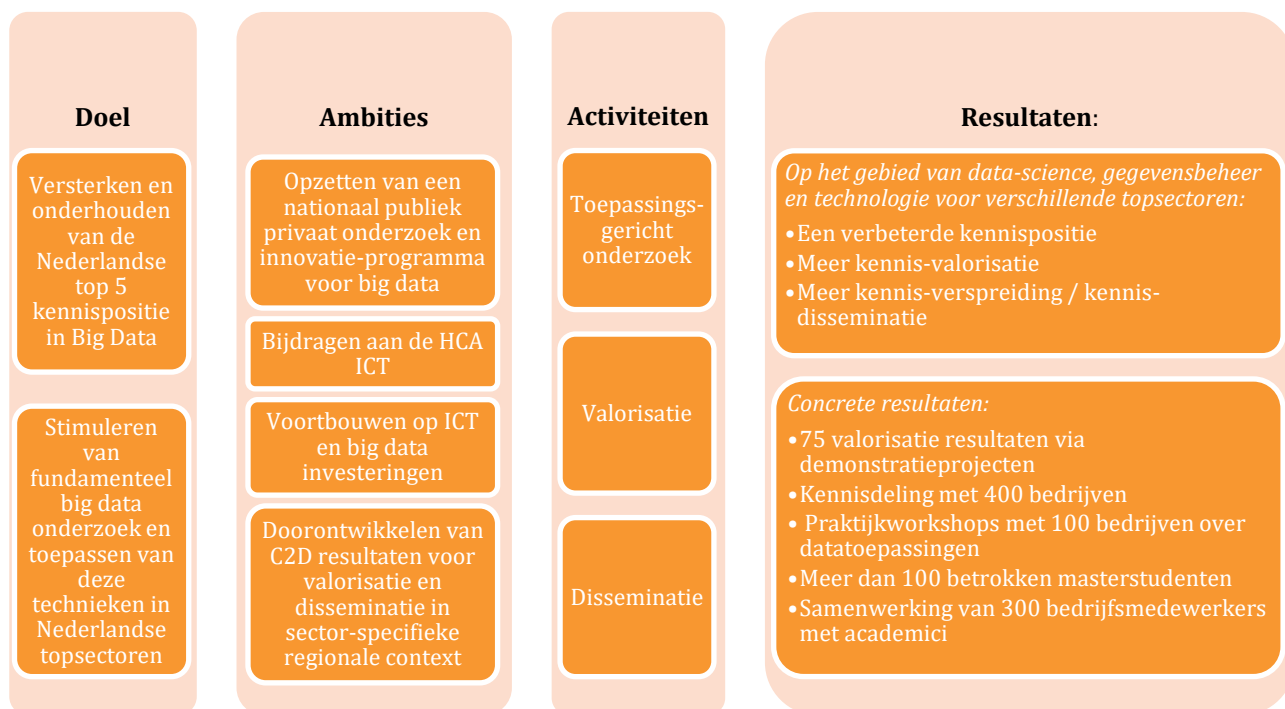 Doel
Versterken en
onderhouden
van de
Nederlandse
top 5
kennispositie
in Big Data
Stimuleren
van
fundamenteel
big data
onderzoek en
toepassen van
deze
technieken in
Nederlandse
topsectoren
Ambities
Opzetten van een
nationaal publiek
privaat onderzoek en
innovatie-programma
voor big data
Bijdragen aan de HCA
ICT
Voortbouwen op ICT
en big data
investeringen
Doorontwikkelen van
C2D resultaten voor
valorisatie en
disseminatie in
sector-specifieke
regionale context
Activiteiten
Toepassings-
gericht
onderzoek
Valorisatie
Disseminatie
Resultaten:
Op het gebied van data-science, gegevensbeheer
en technologie voor verschillende topsectoren:
•Een verbeterde kennispositie
•Meer kennis-valorisatie
•Meer kennis-verspreiding / kennis-
disseminatie
Concrete resultaten:
•75 valorisatie resultaten via
demonstratieprojecten
•Kennisdeling met 400 bedrijven
• Praktijkworkshops met 100 bedrijven over
datatoepassingen
•Meer dan 100 betrokken masterstudenten
•Samenwerking van 300 bedrijfsmedewerkers
met academici